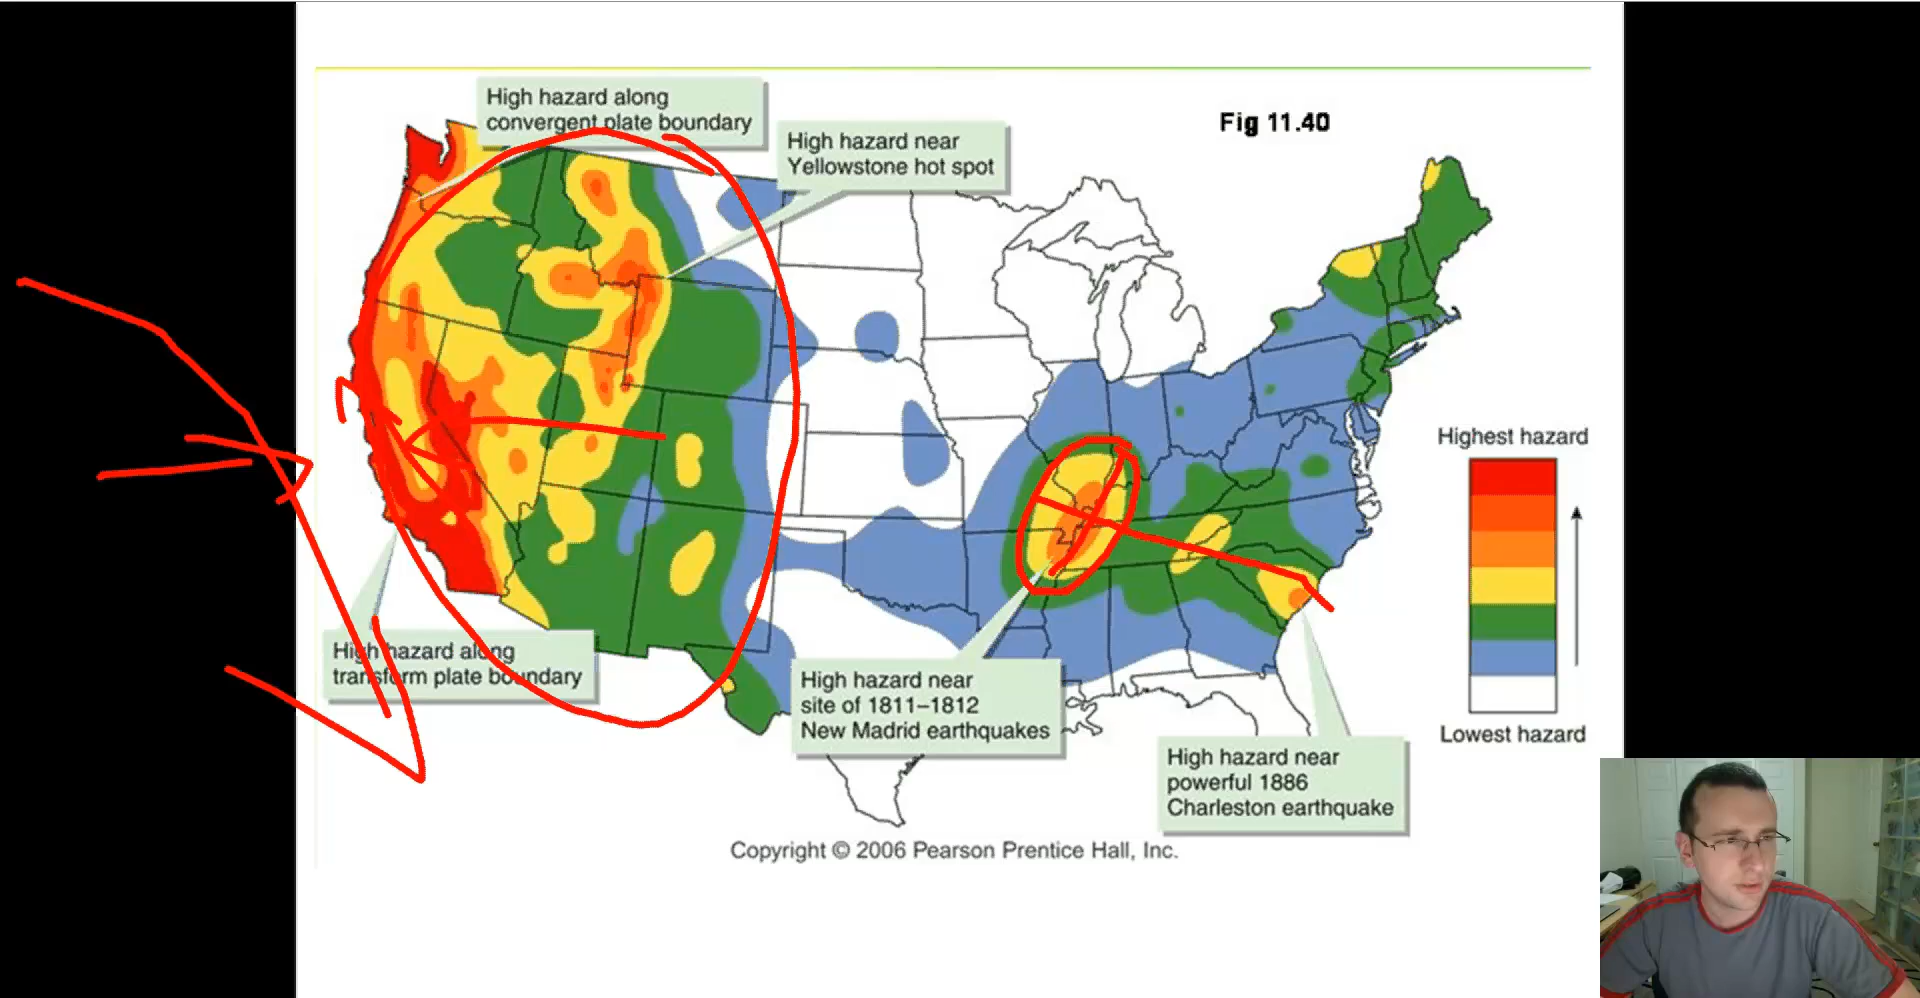 High hazard along
convergent plate boundary
High hazard near
Yellowstone hot spot
Fig 11.40
Highest hazard
Lowest hazard
High hazard along
transform plate boundary
High hazard near
site of 1811–1812
New Madrid earthquakes
High hazard near
powerful 1886
Charleston earthquake
Copyright © 2006 Pearson Prentice Hall, Inc.